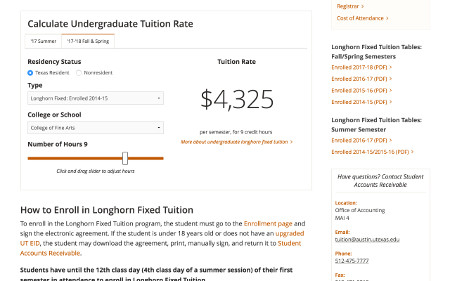 Calculate Undergraduate Tuition Rate
'17 Summer
'17-'18 Fall & Spring
Residency Status
Texas Resident
Nonresident
Type
Longhorn Fixed: Enrolled 2014-15
College or School
College of Fine Arts
Number of Hours 9
Click and drag slider to adjust hours
Tuition Rate
$4,325
per semester, for 9 credit hours
More about undergraduate longhorn fixed tuition >
How to Enroll in Longhorn Fixed Tuition
To enroll in the Longhorn Fixed Tuition program, the student must go to the Enrollment page and
sign the electronic agreement. If the student is under 18 years old or does not have an upgraded
UT EID, the student may download the agreement, print, manually sign, and return it to Student
Accounts Receivable.
Students have until the 12th class day (4th class day of a summer session) of their first
semester in attendance to enroll in Longhorn Fixed Tuition.
Registrar >
Cost of Attendance >
Longhorn Fixed Tuition Tables:
Fall/Spring Semesters
Enrolled 2017-18 (PDF) >
Enrolled 2016-17 (PDF) >
Enrolled 2015-16 (PDF) >
Enrolled 2014-15 (PDF) >
Longhorn Fixed Tuition Tables:
Summer Semester
Enrolled 2016-17 (PDF) >
Enrolled 2014-15/2015-16 (PDF) >
Have questions? Contact Student
Accounts Receivable
Location:
Office of Accounting
MAI 4
Email:
tuition@austin.utexas.edu
Phone:
512-475-7777
Fax: